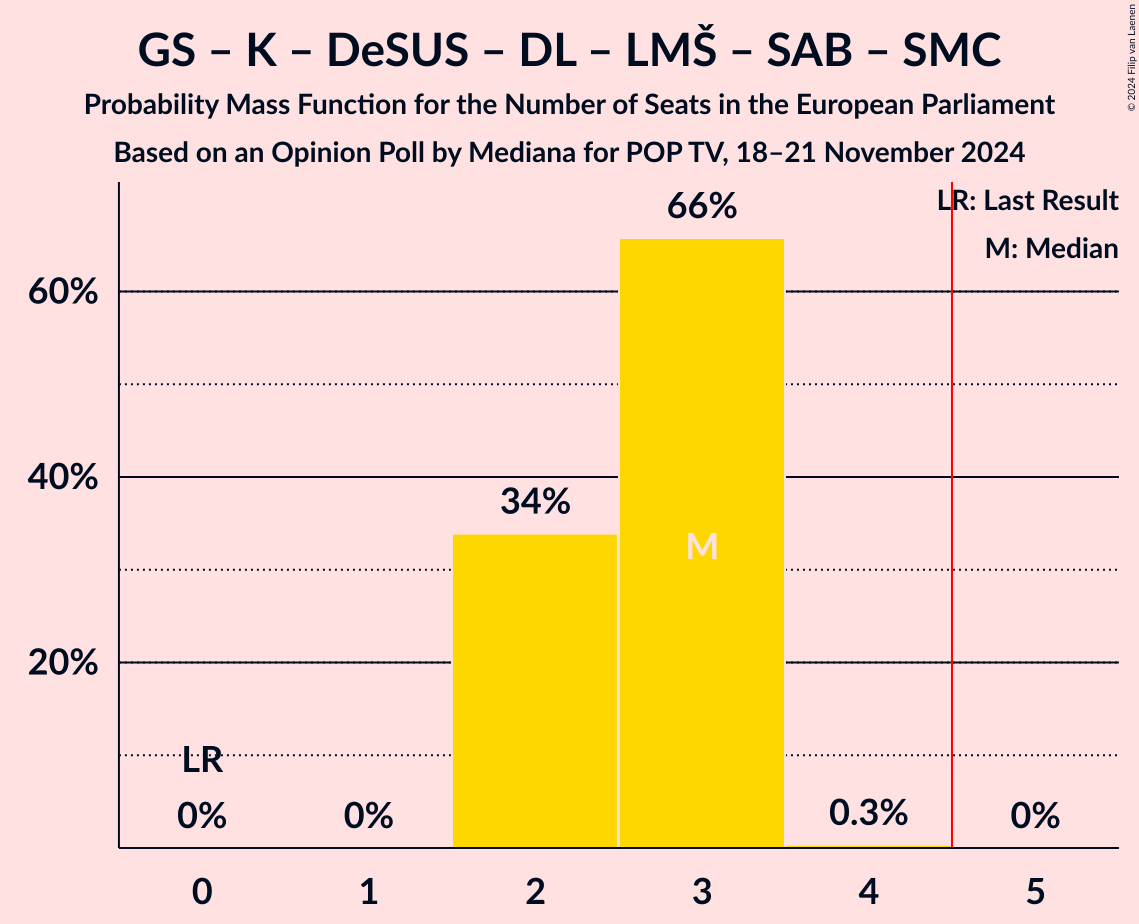 GS – K – DeSUS – DL – LMŠ – SAB – SMC
Probability Mass Function for the Number of Seats in the European Parliament
Based on an Opinion Poll by Mediana for POP TV, 18–21 November 2024
© 2024 Filip van Laenen
LR: Last Result
M: Median
66%
60%
40%
34%
M
20%
LR
0%
0%
0.3%
0%
0
1
2
3
4
5